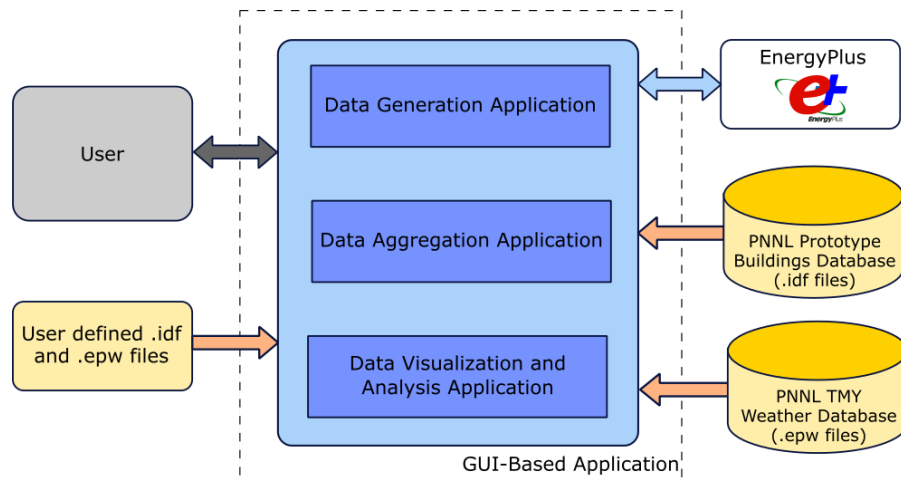 EnergyPlus
e+
EnergyPlus
Data Generation Application
User
Data Aggregation Application
PNNL Prototype
Buildings Database
(.idf files)
User defined .idf
and .epw files
Data Visualization and
Analysis Application
PNNL TMY
Weather Database
(.epw files)
GUI-Based Application